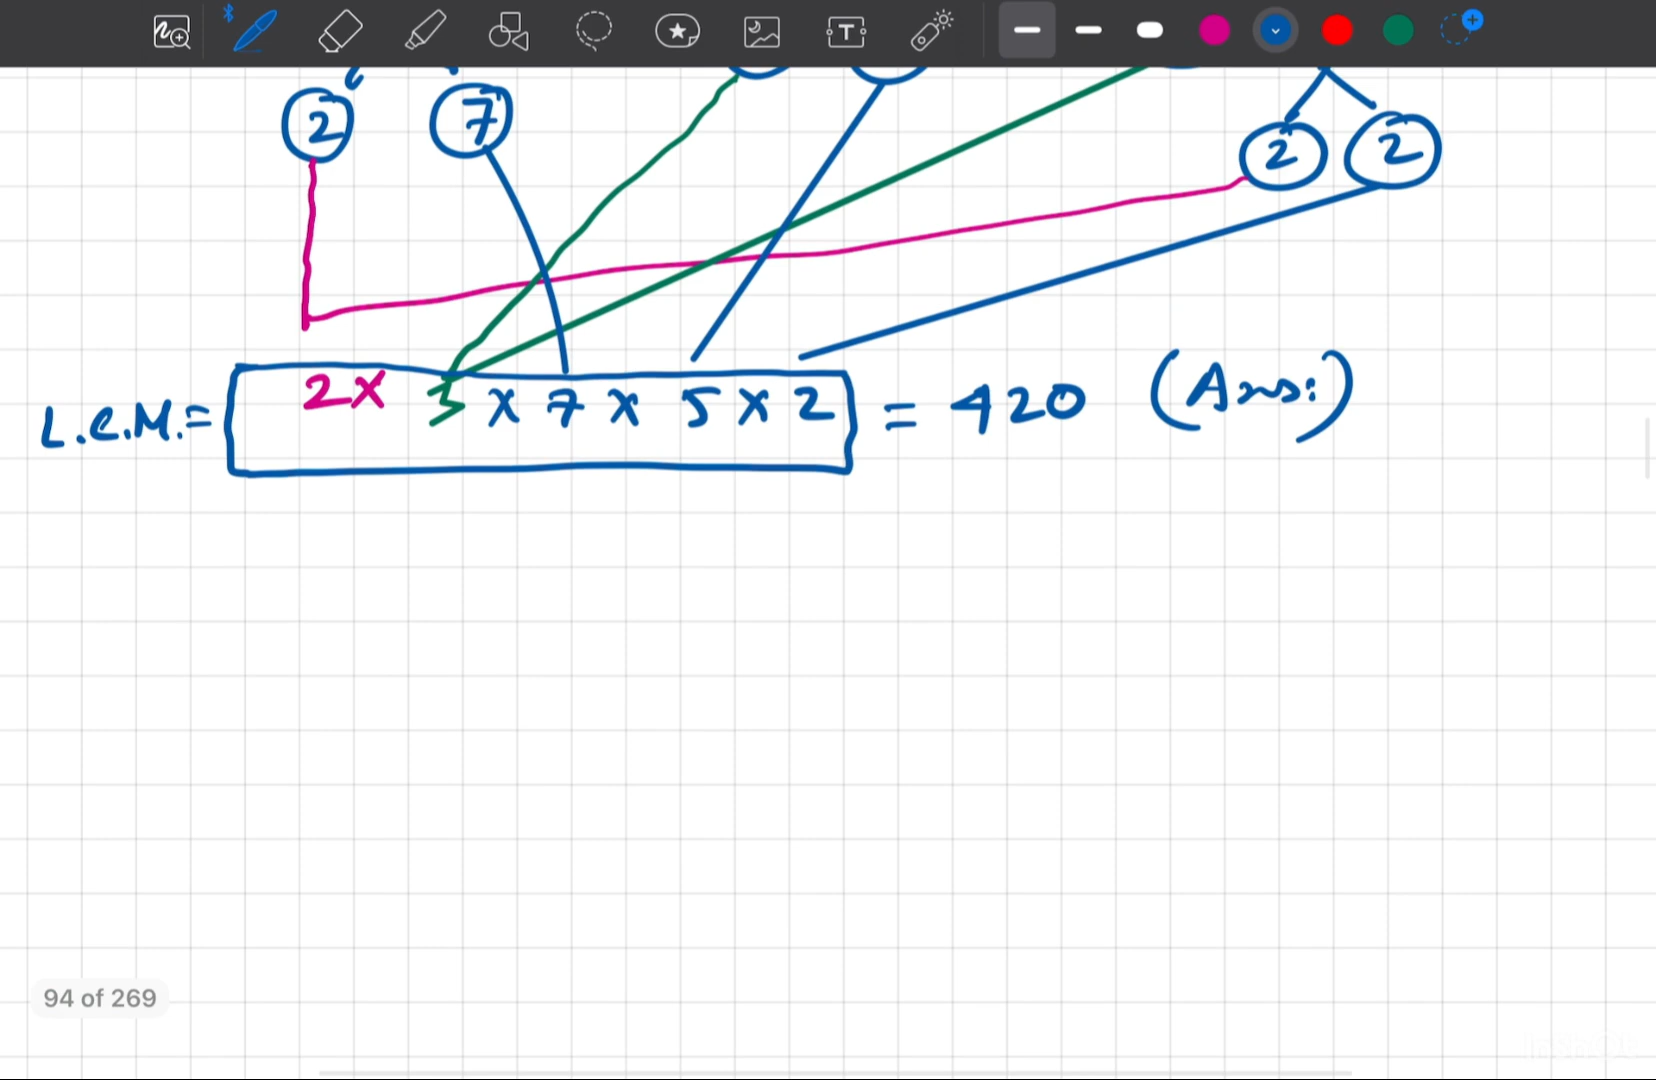 2 7 2 2
L.C.M. = 2 x 3 x 7 x 5 x 2 = 420 (Ans:)
94 of 269